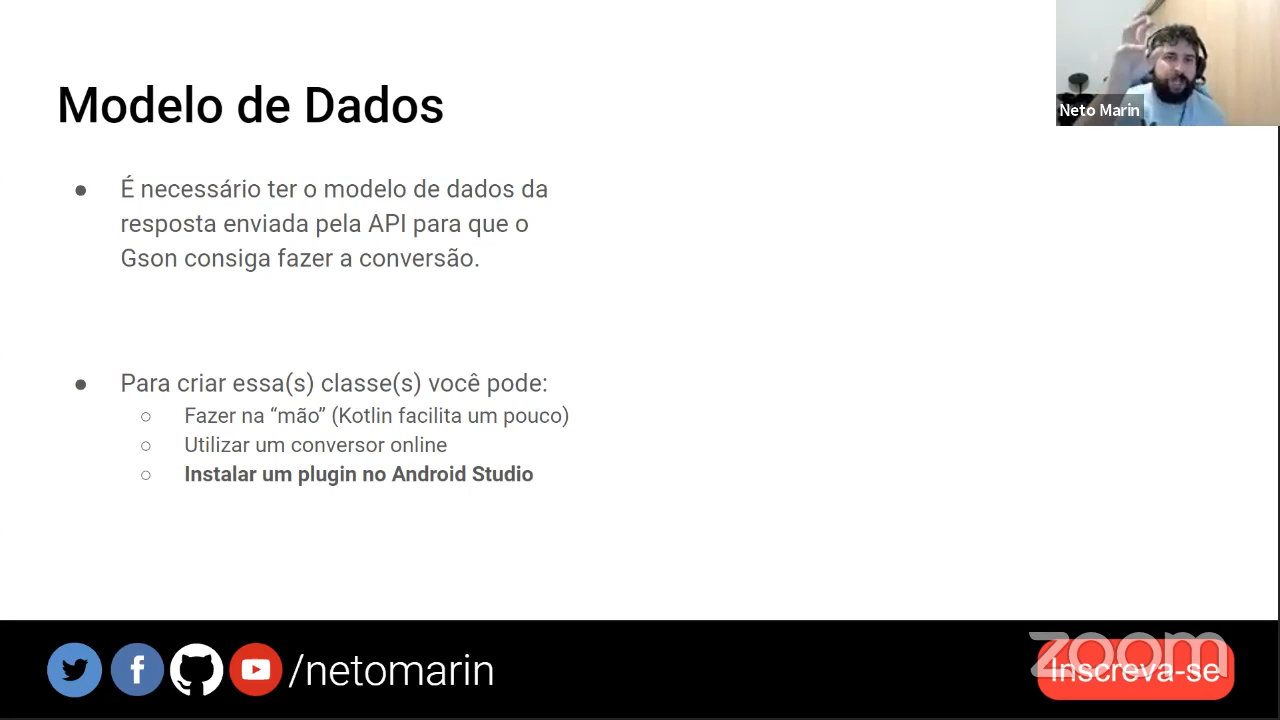 Neto Marin
Modelo de Dados
● É necessário ter o modelo de dados da
resposta enviada pela API para que o
Gson consiga fazer a conversão.
● Para criar essa(s) classe(s) você pode:
○ Fazer na “mão” (Kotlin facilita um pouco)
○ Utilizar um conversor online
○ Instalar um plugin no Android Studio
/netomarin
zoom
Inscreva-se